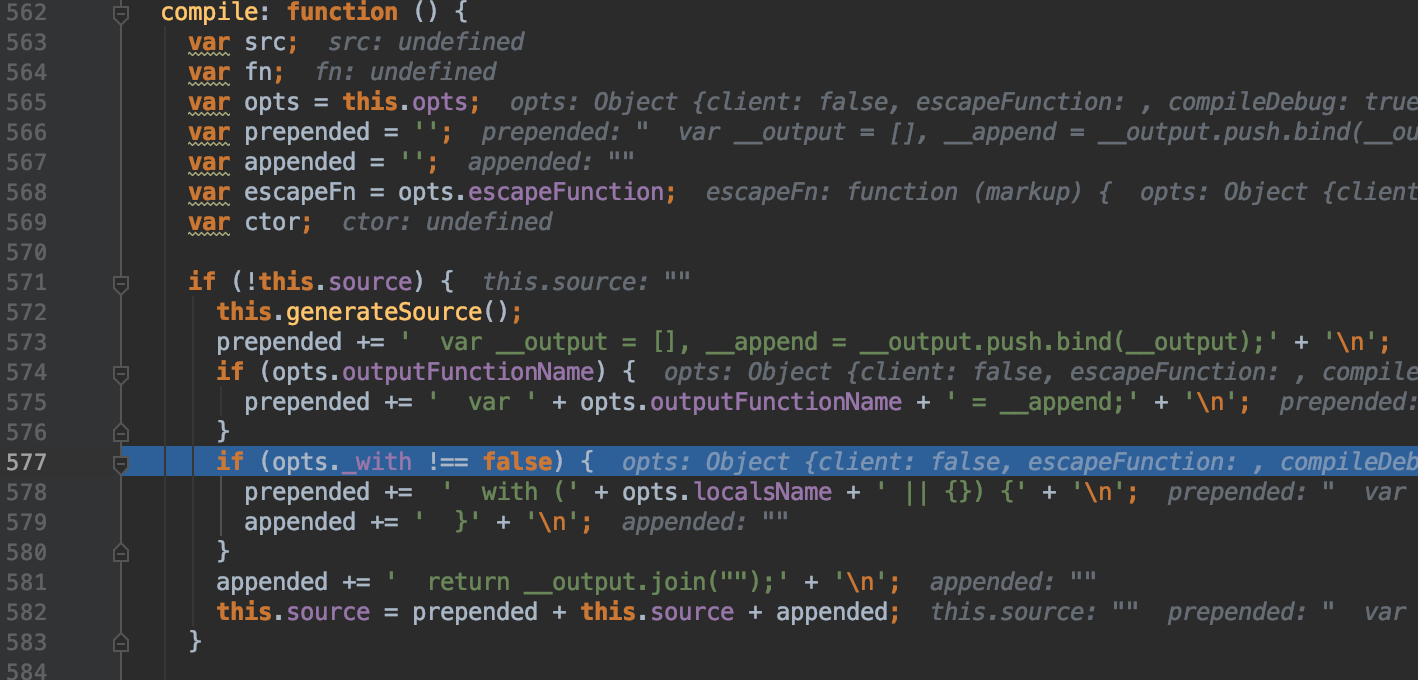 562 compile: function () {
563 var src; src: undefined
564 var fn; fn: undefined
565 var opts = this.opts; opts: Object {client: false, escapeFunction: , compileDebug: true
566 var prepended = ''; prepended: " var __output = [], __append = __output.push.bind(__ou
567 var appended = ''; appended: ""
568 var escapeFn = opts.escapeFunction; escapeFn: function (markup) { opts: Object {client
569 var ctor; ctor: undefined
570
571 if (!this.source) { this.source: ""
572 this.generateSource();
573 prepended += ' var __output = [], __append = __output.push.bind(__output);' + '\n';
574 if (opts.outputFunctionName) { opts: Object {client: false, escapeFunction: , compile
575 prepended += ' var ' + opts.outputFunctionName + ' = __append;' + '\n'; prepended:
576 }
577 if (opts._with !== false) { opts: Object {client: false, escapeFunction: , compileDeb
578 prepended += ' with (' + opts.localsName + ' || {}) {' + '\n'; prepended: " var
579 appended += ' }' + '\n'; appended: ""
580 }
581 appended += ' return __output.join("");' + '\n'; appended: ""
582 this.source = prepended + this.source + appended; this.source: "" prepended: " var
583 }
584